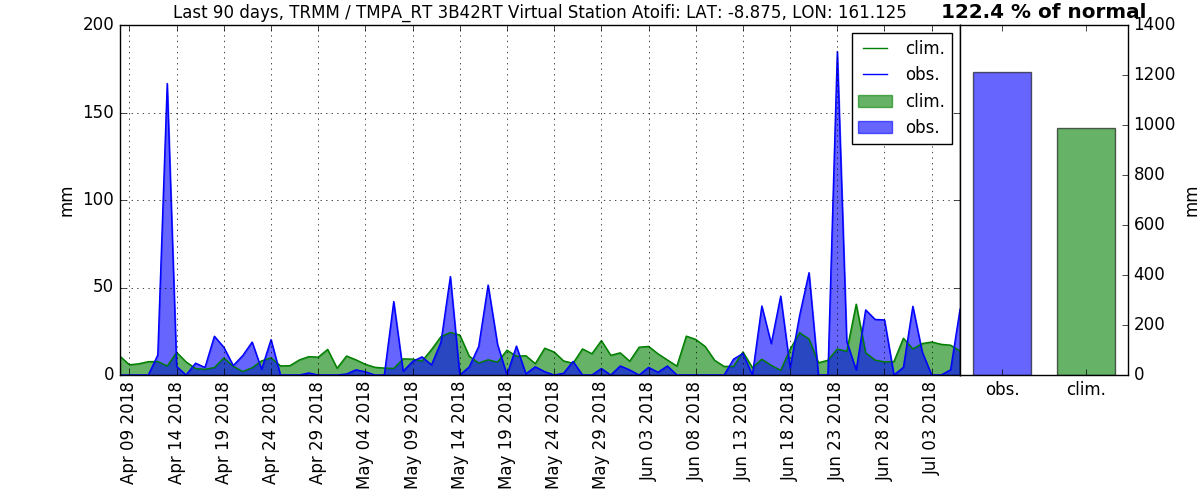 Last 90 days, TRMM / TMPA_RT 3B42RT Virtual Station Atoifi: LAT: -8.875, LON: 161.125
122.4 % of normal
200
150
100
50
0
mm
clim.
obs.
clim.
obs.
Apr 09 2018
Apr 14 2018
Apr 19 2018
Apr 24 2018
Apr 29 2018
May 04 2018
May 09 2018
May 14 2018
May 19 2018
May 24 2018
May 29 2018
Jun 03 2018
Jun 08 2018
Jun 13 2018
Jun 18 2018
Jun 23 2018
Jun 28 2018
Jul 03 2018
1400
1200
1000
800
600
400
200
0
mm
obs.
clim.